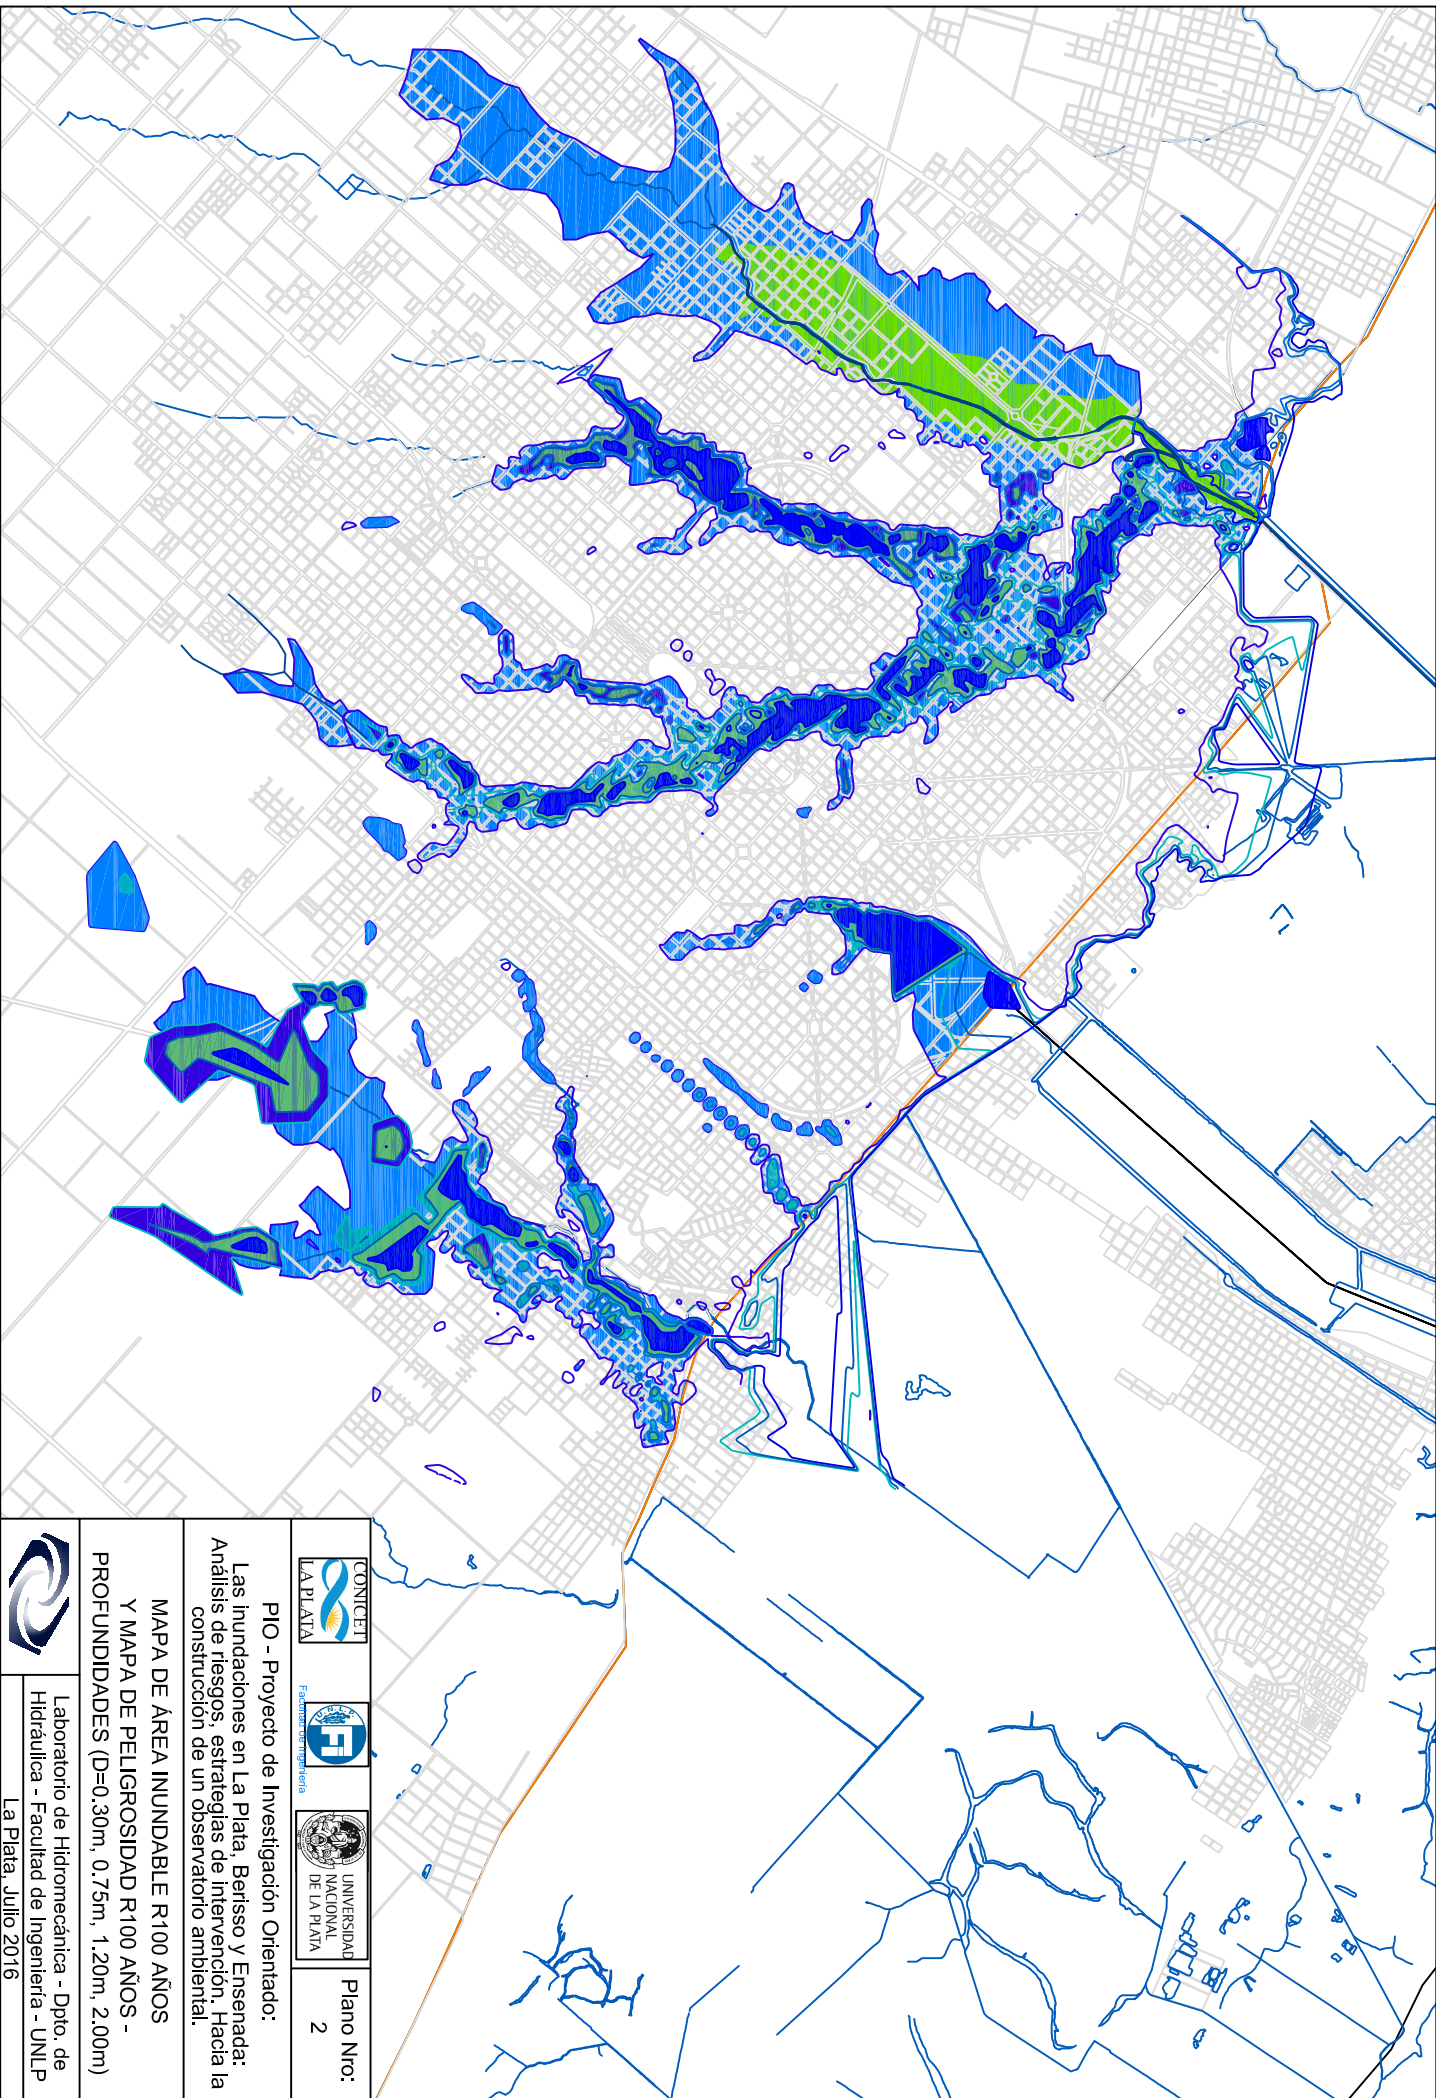 CONICET
LA PLATA
U.N.L.P.
FI
Facultad de Ingeniería
UNIVERSIDAD
NACIONAL
DE LA PLATA
Plano Nro:
2
PIO - Proyecto de Investigación Orientado:
Las inundaciones en La Plata, Berisso y Ensenada:
Análisis de riesgos, estrategias de intervención. Hacia la
construcción de un observatorio ambiental.
MAPA DE ÁREA INUNDABLE R100 AÑOS
Y MAPA DE PELIGROSIDAD R100 AÑOS -
PROFUNDIDADES (D=0.30m, 0.75m, 1.20m, 2.00m)
Laboratorio de Hidromecánica - Dpto. de
Hidráulica - Facultad de Ingeniería - UNLP
La Plata, Julio 2016